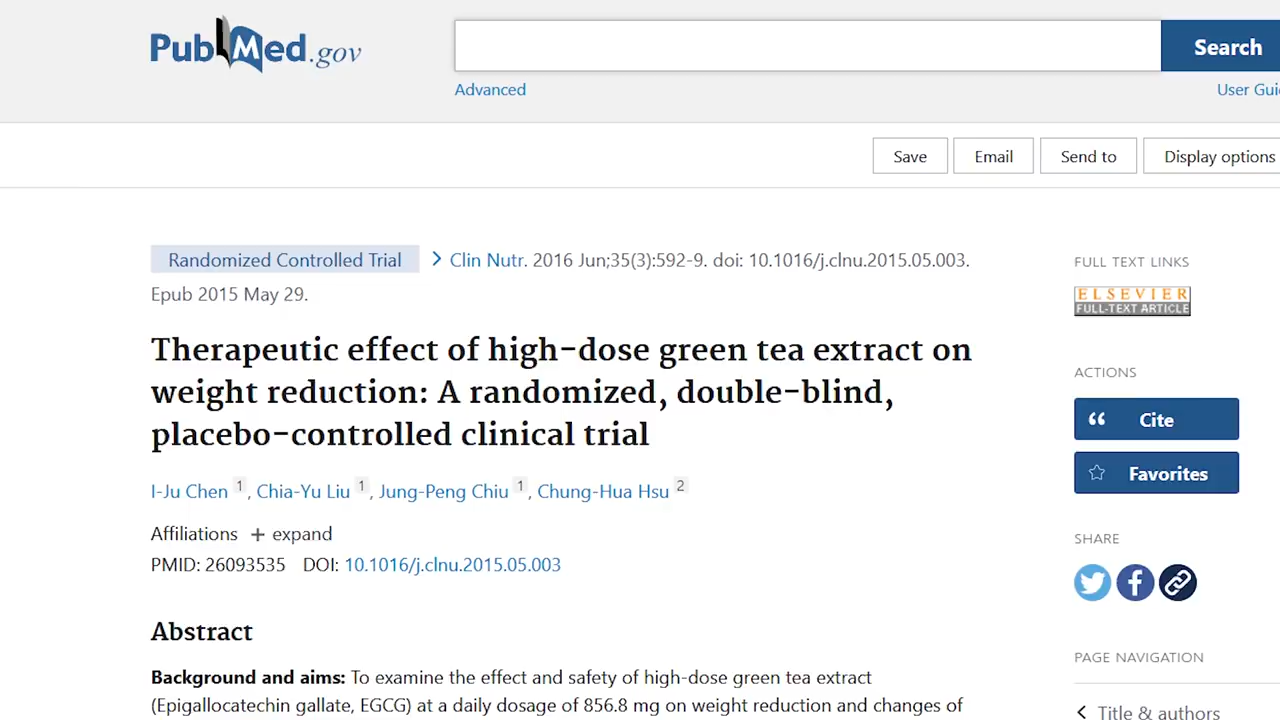 PubMed.gov
Search
Advanced
User Gui
Save
Email
Send to
Display options
Randomized Controlled Trial
Clin Nutr. 2016 Jun;35(3):592-9. doi: 10.1016/j.clnu.2015.05.003.
Epub 2015 May 29.
Therapeutic effect of high-dose green tea extract on
weight reduction: A randomized, double-blind,
placebo-controlled clinical trial
I-Ju Chen 1, Chia-Yu Liu 1, Jung-Peng Chiu 1, Chung-Hua Hsu 2
Affiliations + expand
PMID: 26093535 DOI: 10.1016/j.clnu.2015.05.003
Abstract
Background and aims: To examine the effect and safety of high-dose green tea extract
(Epigallocatechin gallate, EGCG) at a daily dosage of 856.8 mg on weight reduction and changes of
FULL TEXT LINKS
ELSEVIER
FULL-TEXT ARTICLE
ACTIONS
Cite
Favorites
SHARE
PAGE NAVIGATION
Title & authors